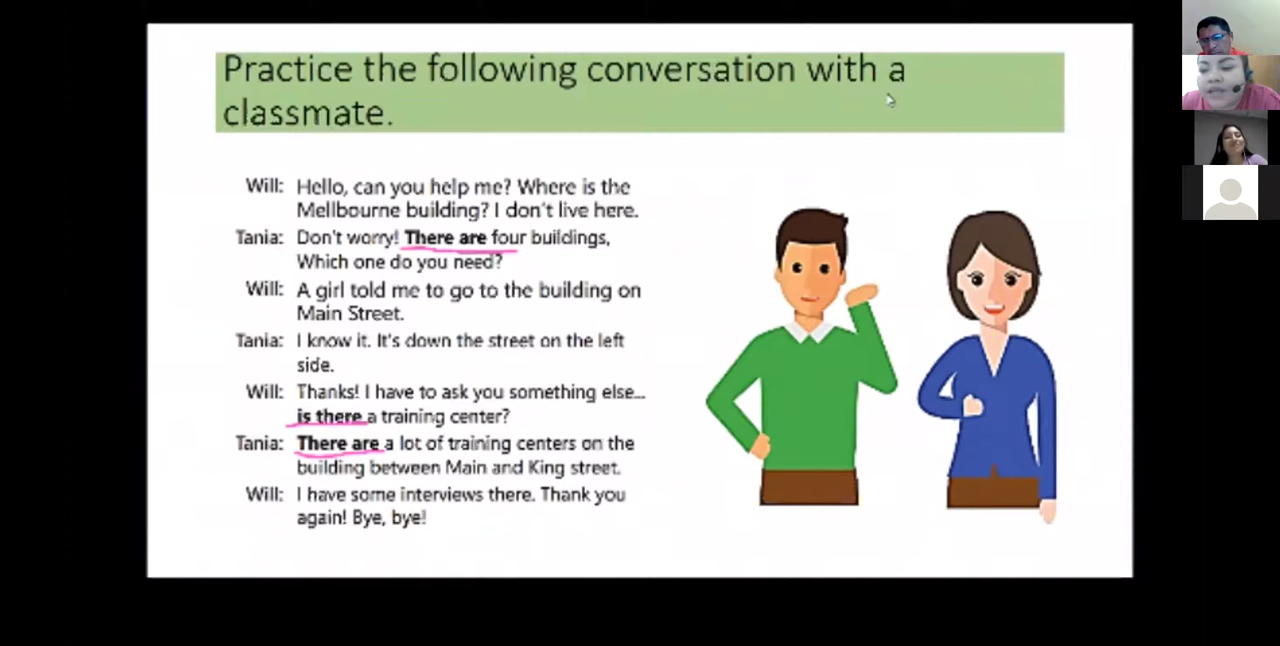 Practice the following conversation with a
classmate.
Will: Hello, can you help me? Where is the
Mellbourne building? I don't live here.
Tania: Don't worry! There are four buildings,
Which one do you need?
Will: A girl told me to go to the building on
Main Street.
Tania: I know it. It's down the street on the left
side.
Will: Thanks! I have to ask you something else...
is there a training center?
Tania: There are a lot of training centers on the
building between Main and King street.
Will: I have some interviews there. Thank you
again! Bye, bye!